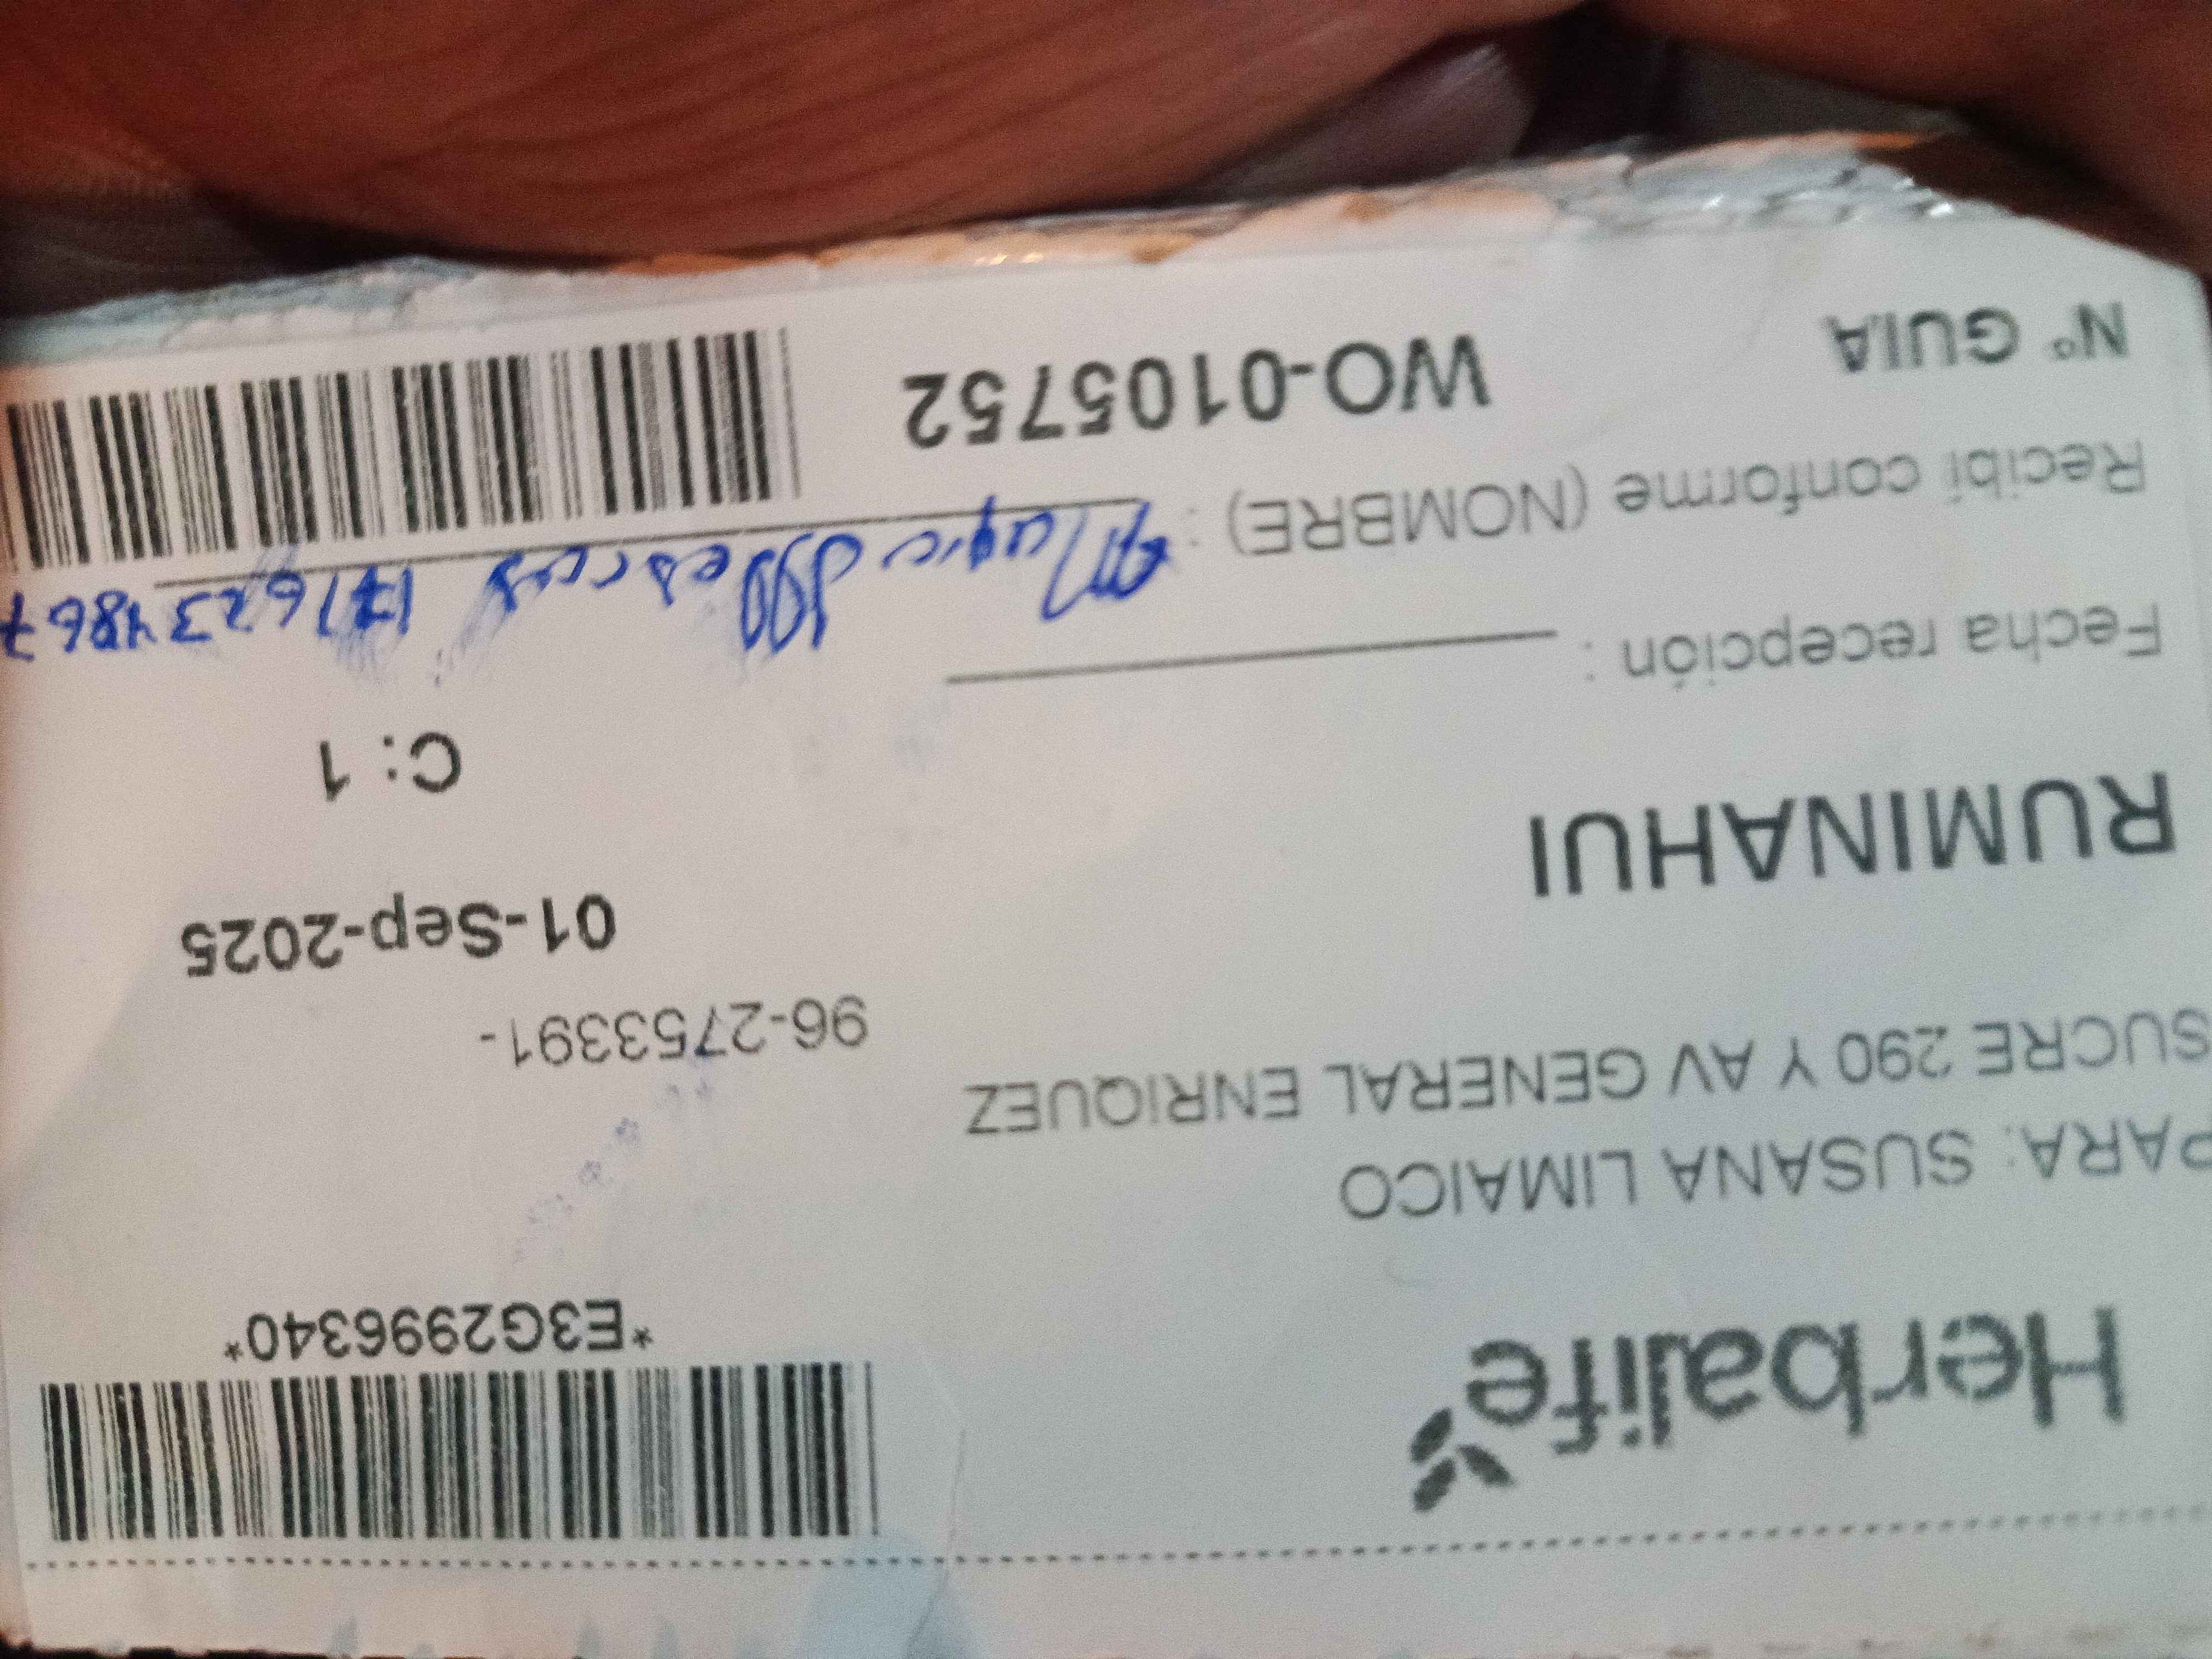 Herbalife
*E3G2996340*
PARA: SUSANA LIMAICO
SUCRE 290 Y AV GENERAL ENRIQUEZ
96-2753391-
01-Sep-2025
RUMINAHUI
C: 1
Fecha recepción :
Recibí conforme (NOMBRE) :
Nº GUIA WO-0105752